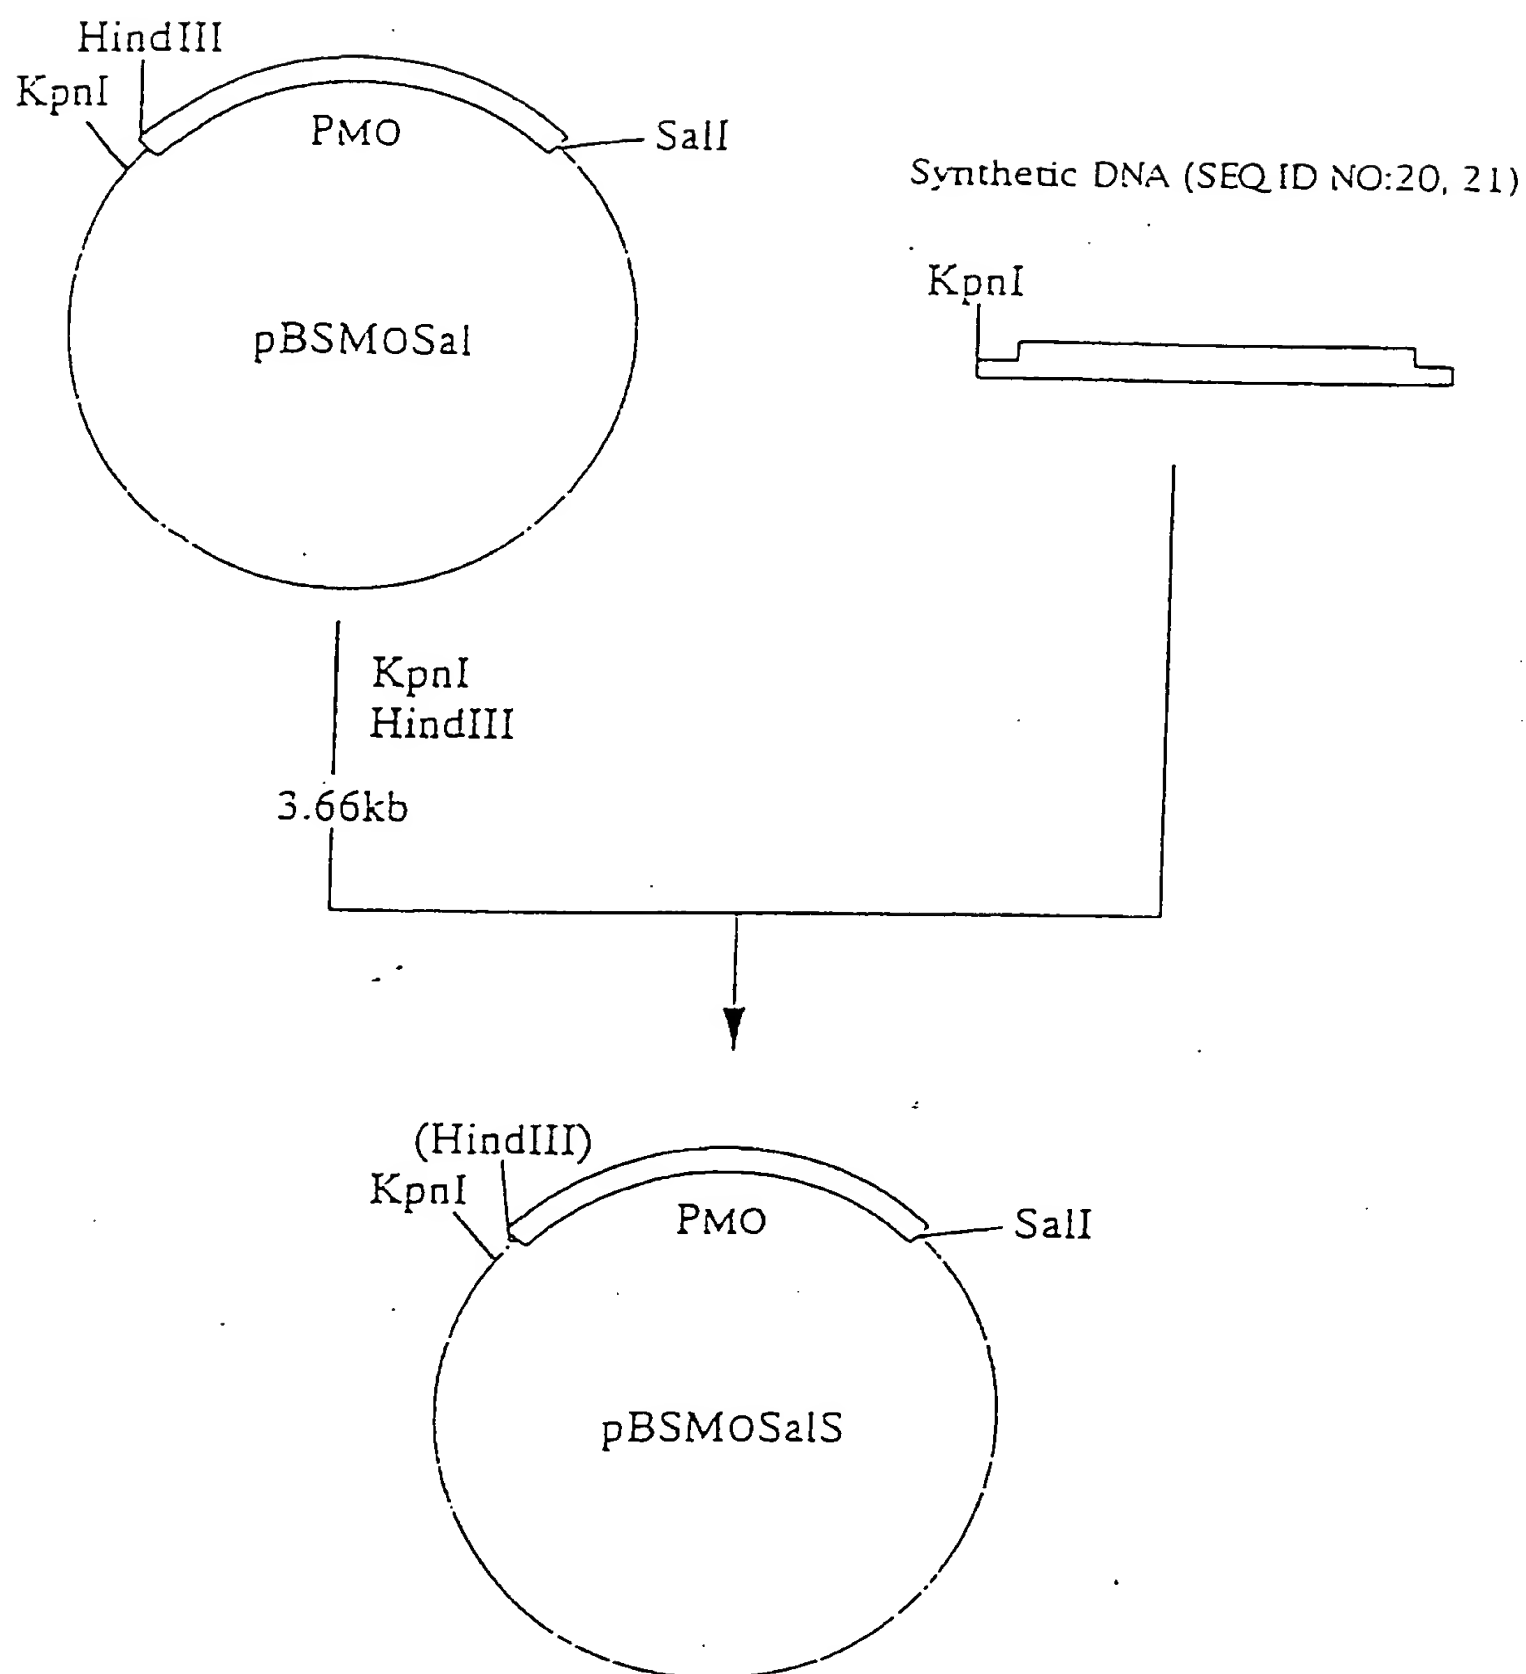 HindIII
KpnI
PMO
SalI
pBSMOSal
Synthetic DNA (SEQ ID NO:20, 21)
KpnI
KpnI
HindIII
3.66kb
(HindIII)
KpnI
PMO
SalI
pBSMOSalS